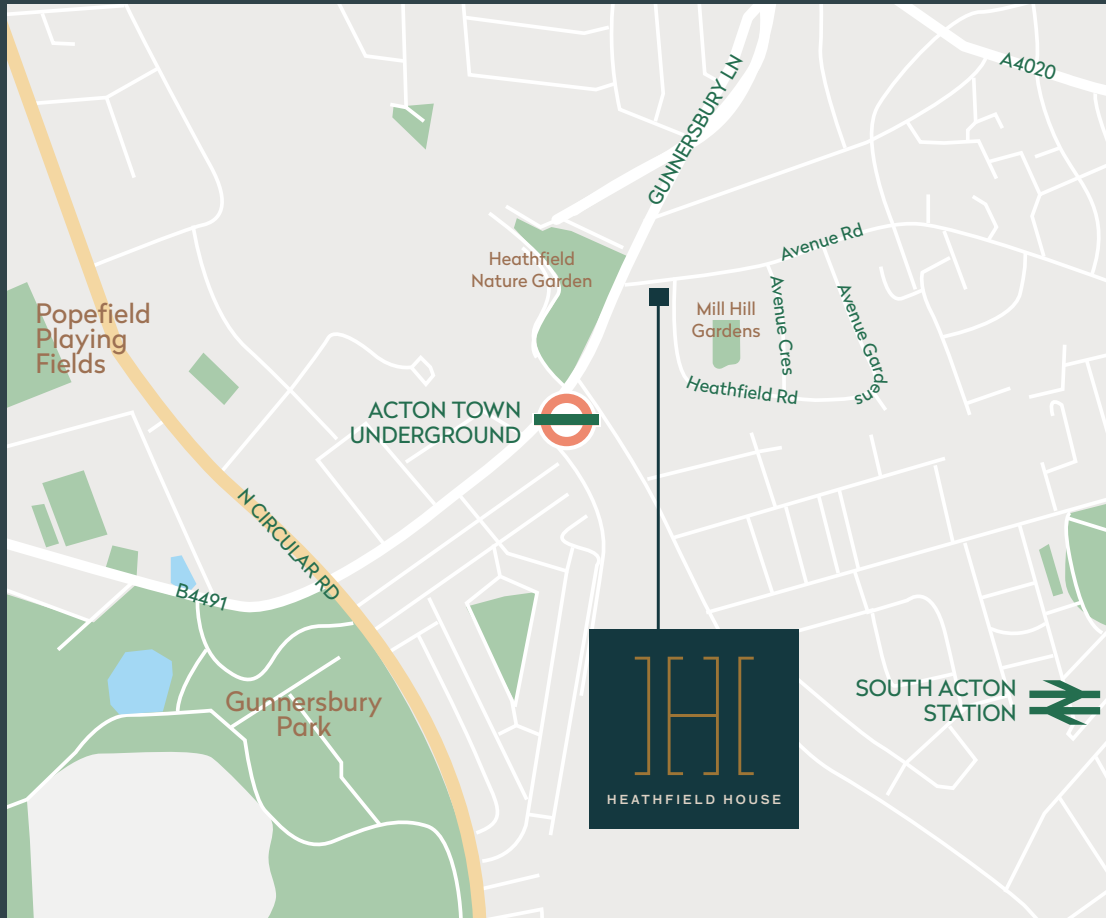 A4020
GUNNERSBURY LN
Avenue Rd
Heathfield
Nature Garden
Avenue Cres
Avenue Gardens
Mill Hill
Gardens
Popefield
Playing
Fields
Heathfield Rd
ACTON TOWN
UNDERGROUND
N CIRCULAR RD
B4491
Gunnersbury
Park
SOUTH ACTON
STATION
HEATHFIELD HOUSE